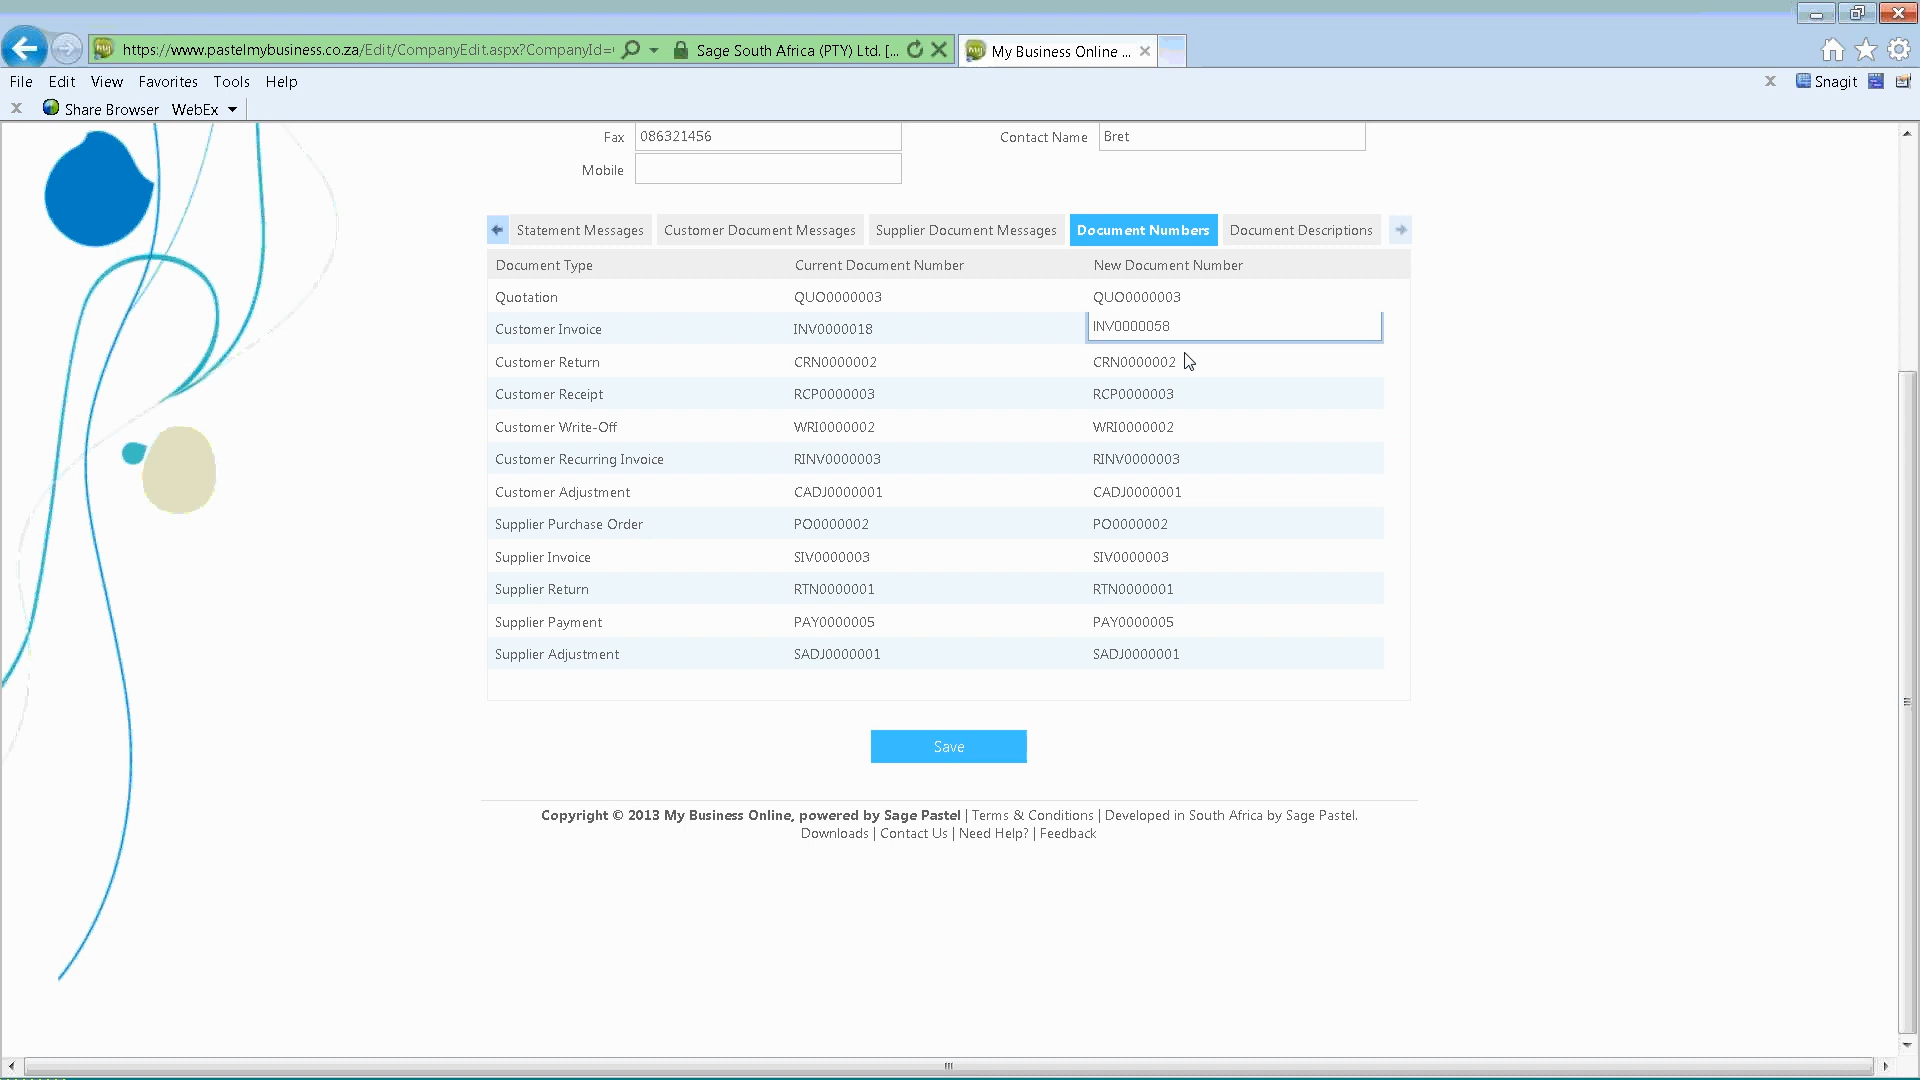 https://www.pastelmybusiness.co.za/Edit/CompanyEdit.aspx?CompanyId= Sage South Africa (PTY) Ltd. [... My Business Online ...
File Edit View Favorites Tools Help Snagit
Share Browser WebEx
Fax 086321456 Contact Name Bret
Mobile
Statement Messages Customer Document Messages Supplier Document Messages Document Numbers Document Descriptions
Document Type Current Document Number New Document Number
Quotation QUO0000003 QUO0000003
Customer Invoice INV0000018 INV0000058
Customer Return CRN0000002 CRN0000002
Customer Receipt RCP0000003 RCP0000003
Customer Write-Off WRI0000002 WRI0000002
Customer Recurring Invoice RINV0000003 RINV0000003
Customer Adjustment CADJ0000001 CADJ0000001
Supplier Purchase Order PO0000002 PO0000002
Supplier Invoice SIV0000003 SIV0000003
Supplier Return RTN0000001 RTN0000001
Supplier Payment PAY0000005 PAY0000005
Supplier Adjustment SADJ0000001 SADJ0000001
Save
Copyright © 2013 My Business Online, powered by Sage Pastel | Terms & Conditions | Developed in South Africa by Sage Pastel.
Downloads | Contact Us | Need Help? | Feedback